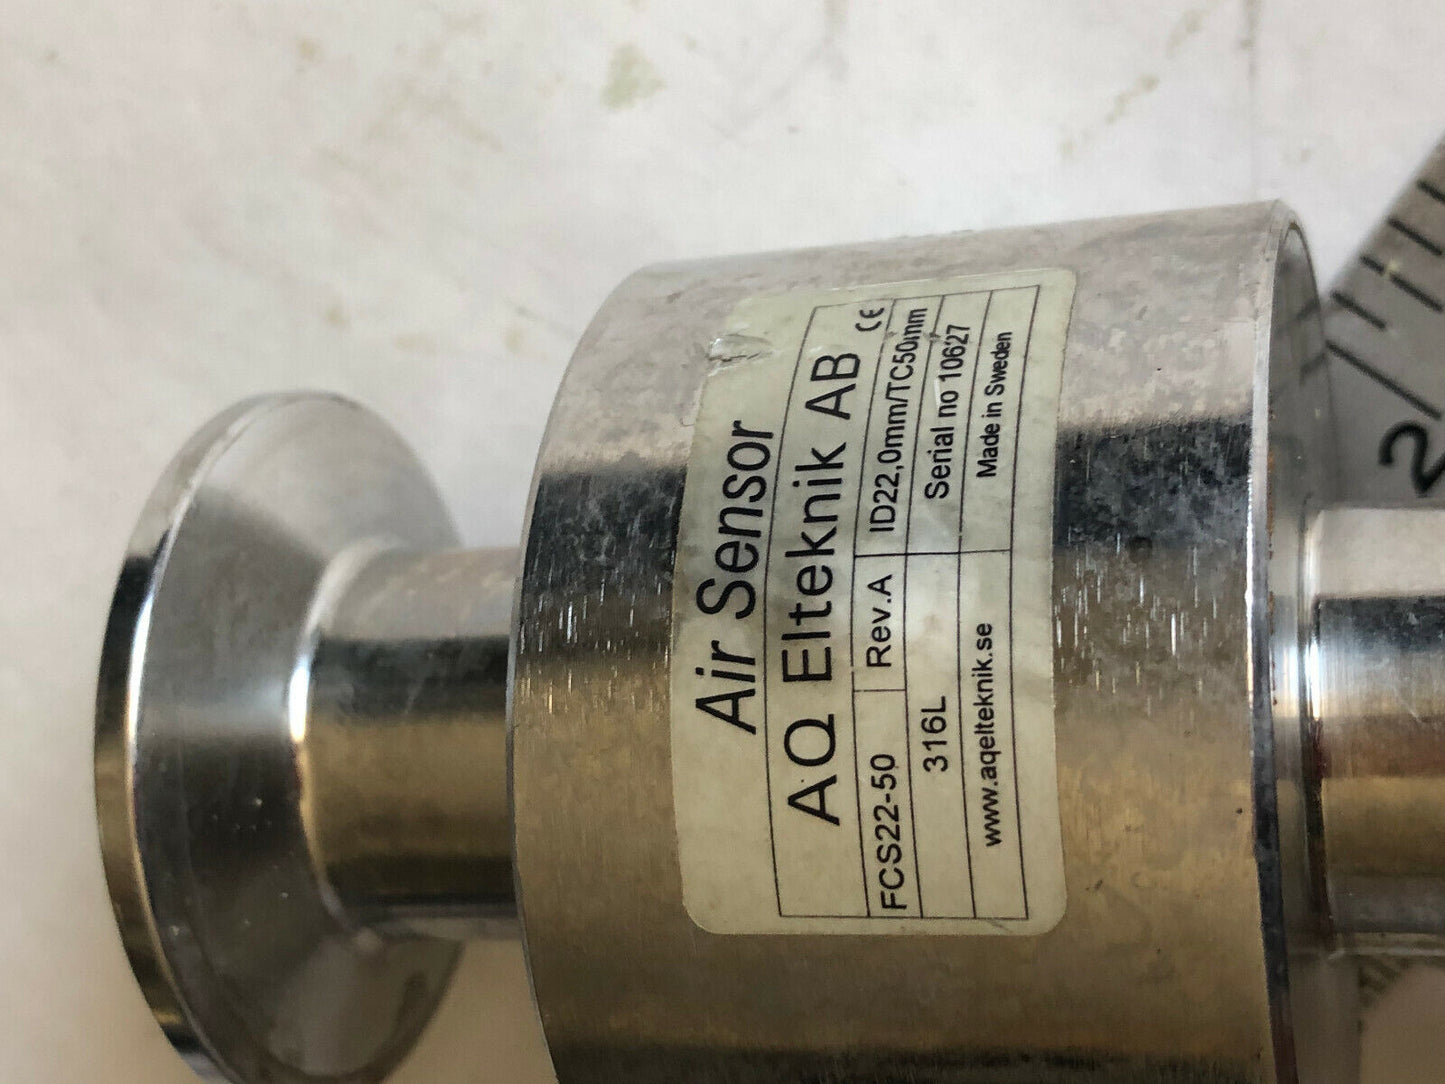 Air Sensor
AQ Elteknik AB CE
FCS22-50 Rev.A ID22,0mm/TC50mm
316L Serial no 10627
www.aqelteknik.se Made in Sweden
2